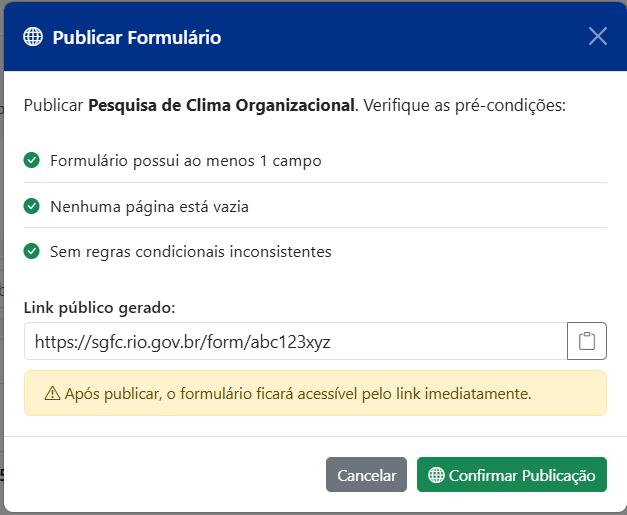 Publicar Formulário
Publicar Pesquisa de Clima Organizacional. Verifique as pré-condições:
Formulário possui ao menos 1 campo
Nenhuma página está vazia
Sem regras condicionais inconsistentes
Link público gerado:
https://sgfc.rio.gov.br/form/abc123xyz
Após publicar, o formulário ficará acessível pelo link imediatamente.
Cancelar
Confirmar Publicação